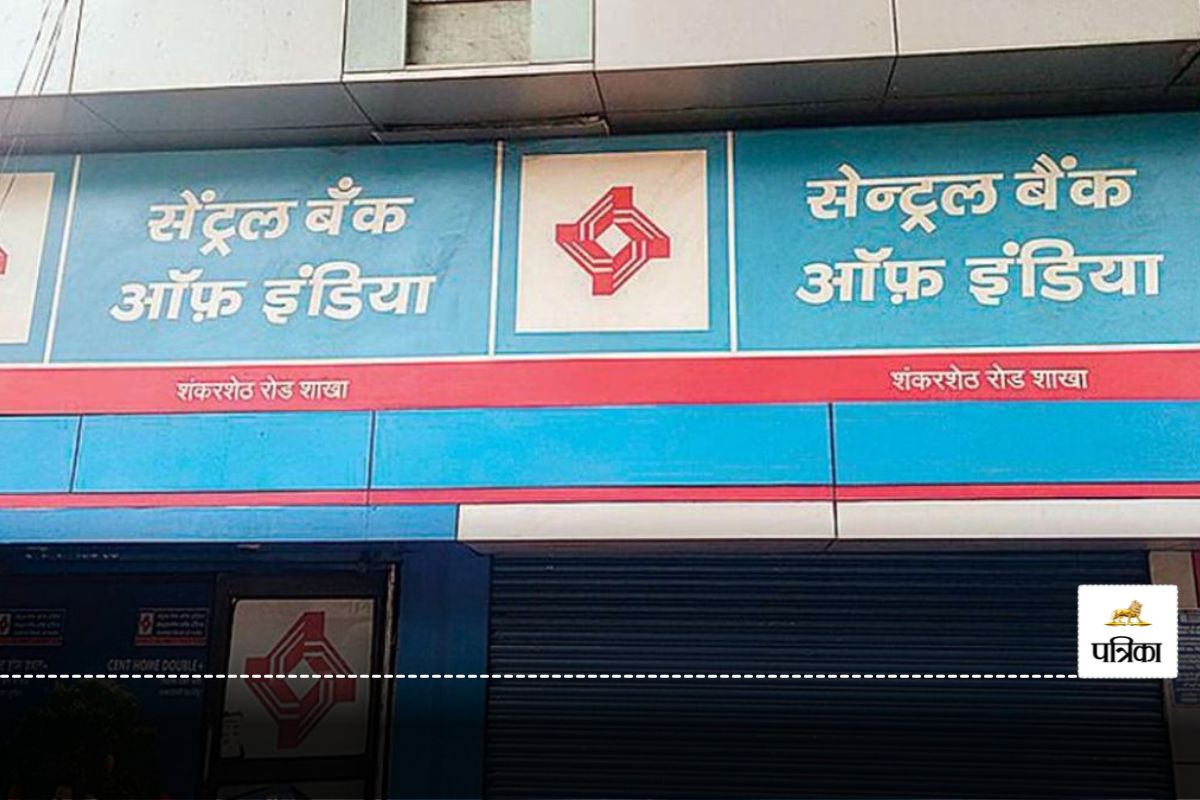 सेंट्रल बँक
ऑफ़ इंडिया
शंकरशेठ रोड शाखा
सेन्ट्रल बैंक
ऑफ़ इंडिया
शंकरशेठ रोड शाखा
CENT HOME DOUBLE+
पत्रिका